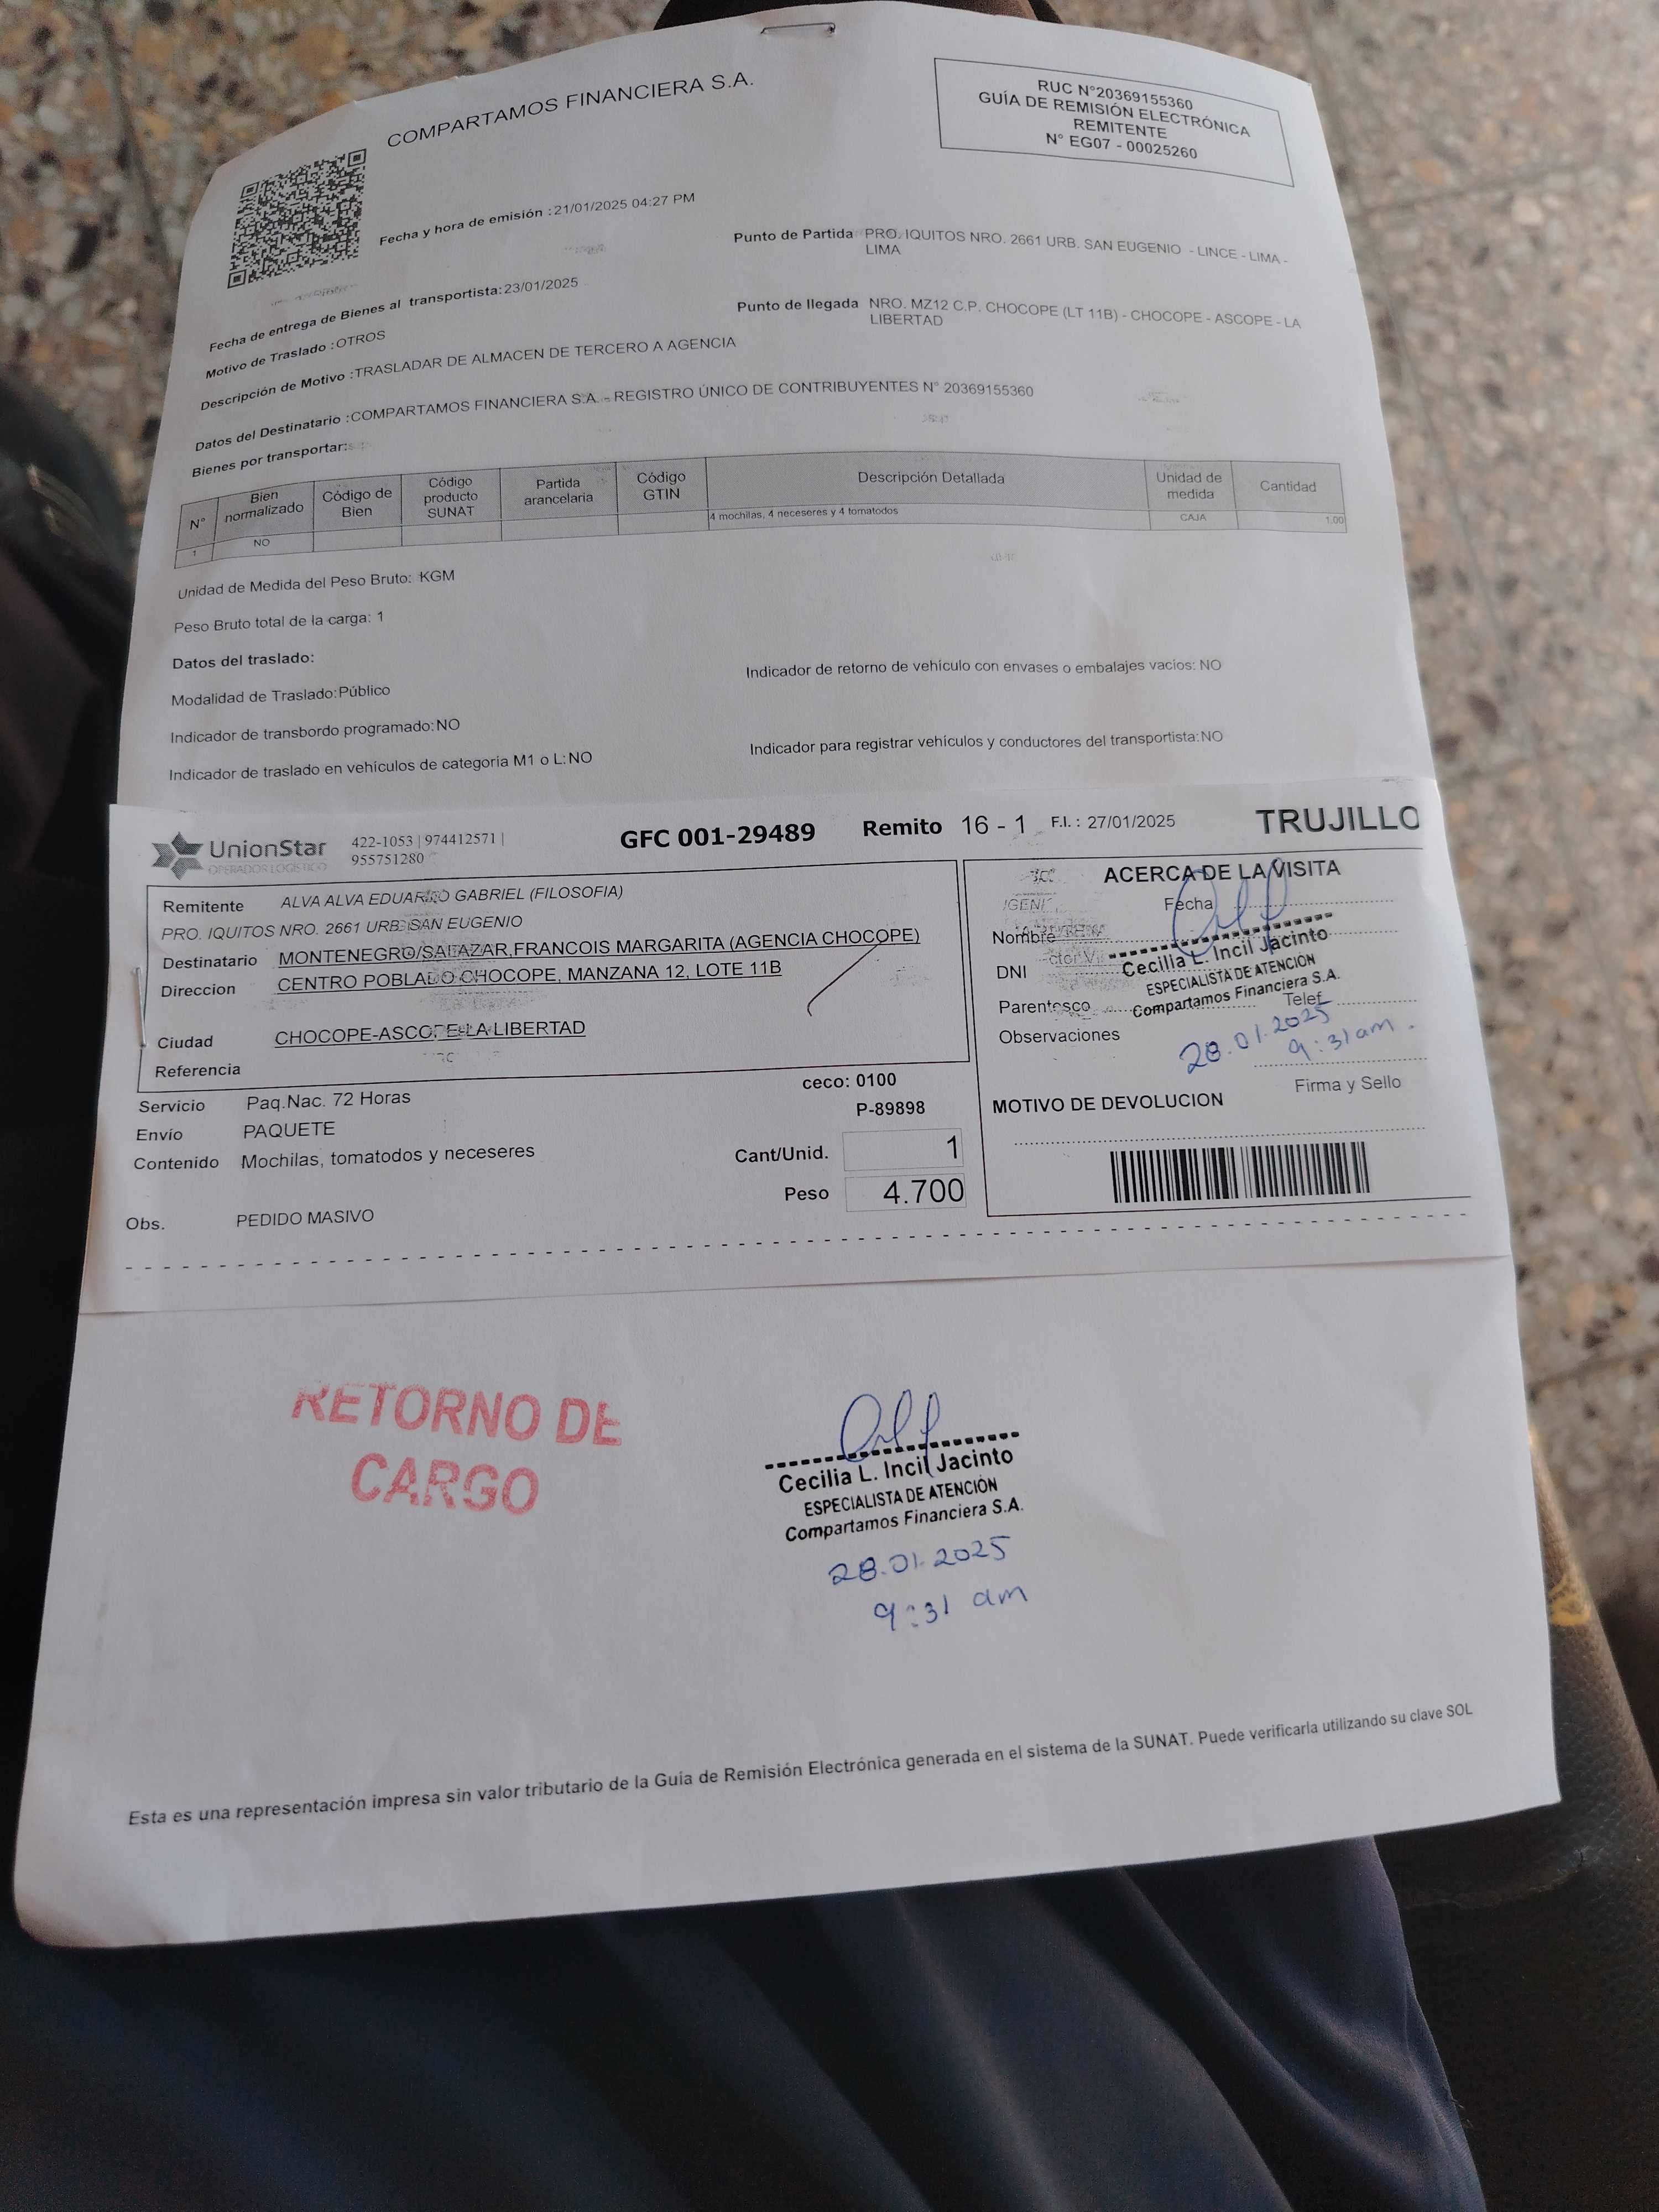 COMPARTAMOS FINANCIERA S.A.
RUC N°20369155360
GUÍA DE REMISIÓN ELECTRÓNICA
REMITENTE
N° EG07 - 00025260
Fecha y hora de emisión :21/01/2025 04:27 PM
Punto de Partida PRO. IQUITOS NRO. 2661 URB. SAN EUGENIO - LINCE - LIMA -
LIMA
Fecha de entrega de Bienes al transportista:23/01/2025
Punto de llegada NRO. MZ12 C.P. CHOCOPE (LT 11B) - CHOCOPE - ASCOPE - LA
LIBERTAD
Motivo de Traslado :OTROS
Descripción de Motivo :TRASLADAR DE ALMACEN DE TERCERO A AGENCIA
Datos del Destinatario :COMPARTAMOS FINANCIERA S.A. - REGISTRO ÚNICO DE CONTRIBUYENTES N° 20369155360
Bienes por transportar:
N° Bien normalizado Código de Bien Código producto SUNAT Partida arancelaria Código GTIN Descripción Detallada Unidad de medida Cantidad
1 NO 4 mochilas, 4 neceseres y 4 tomatodos CAJA 1.00
Unidad de Medida del Peso Bruto: KGM
Peso Bruto total de la carga: 1
Datos del traslado:
Modalidad de Traslado:Público
Indicador de retorno de vehículo con envases o embalajes vacíos: NO
Indicador de transbordo programado:NO
Indicador de traslado en vehículos de categoría M1 o L:NO
Indicador para registrar vehículos y conductores del transportista:NO
UnionStar
OPERADOR LOGÍSTICO
422-1053 | 974412571 |
955751280
GFC 001-29489
Remito 16 - 1 F.I. : 27/01/2025
TRUJILLO
Remitente ALVA ALVA EDUARDO GABRIEL (FILOSOFIA)
PRO. IQUITOS NRO. 2661 URB. SAN EUGENIO
Destinatario MONTENEGRO/SALAZAR,FRANCOIS MARGARITA (AGENCIA CHOCOPE)
Direccion CENTRO POBLADO CHOCOPE, MANZANA 12, LOTE 11B
Ciudad CHOCOPE-ASCOPE-LA LIBERTAD
Referencia
ACERCA DE LA VISITA
Fecha
Nombre
DNI
Parentesco
Telef
Observaciones
Cecilia L. Incil Jacinto
ESPECIALISTA DE ATENCIÓN
Compartamos Financiera S.A.
28.01.2025
9:31am.
Firma y Sello
MOTIVO DE DEVOLUCION
Servicio Paq.Nac. 72 Horas
ceco: 0100
Envío PAQUETE
P-89898
Contenido Mochilas, tomatodos y neceseres
Cant/Unid. 1
Peso 4.700
Obs. PEDIDO MASIVO
RETORNO DE
CARGO
Cecilia L. Incil Jacinto
ESPECIALISTA DE ATENCIÓN
Compartamos Financiera S.A.
28.01.2025
9:31 am
Esta es una representación impresa sin valor tributario de la Guía de Remisión Electrónica generada en el sistema de la SUNAT. Puede verificarla utilizando su clave SOL